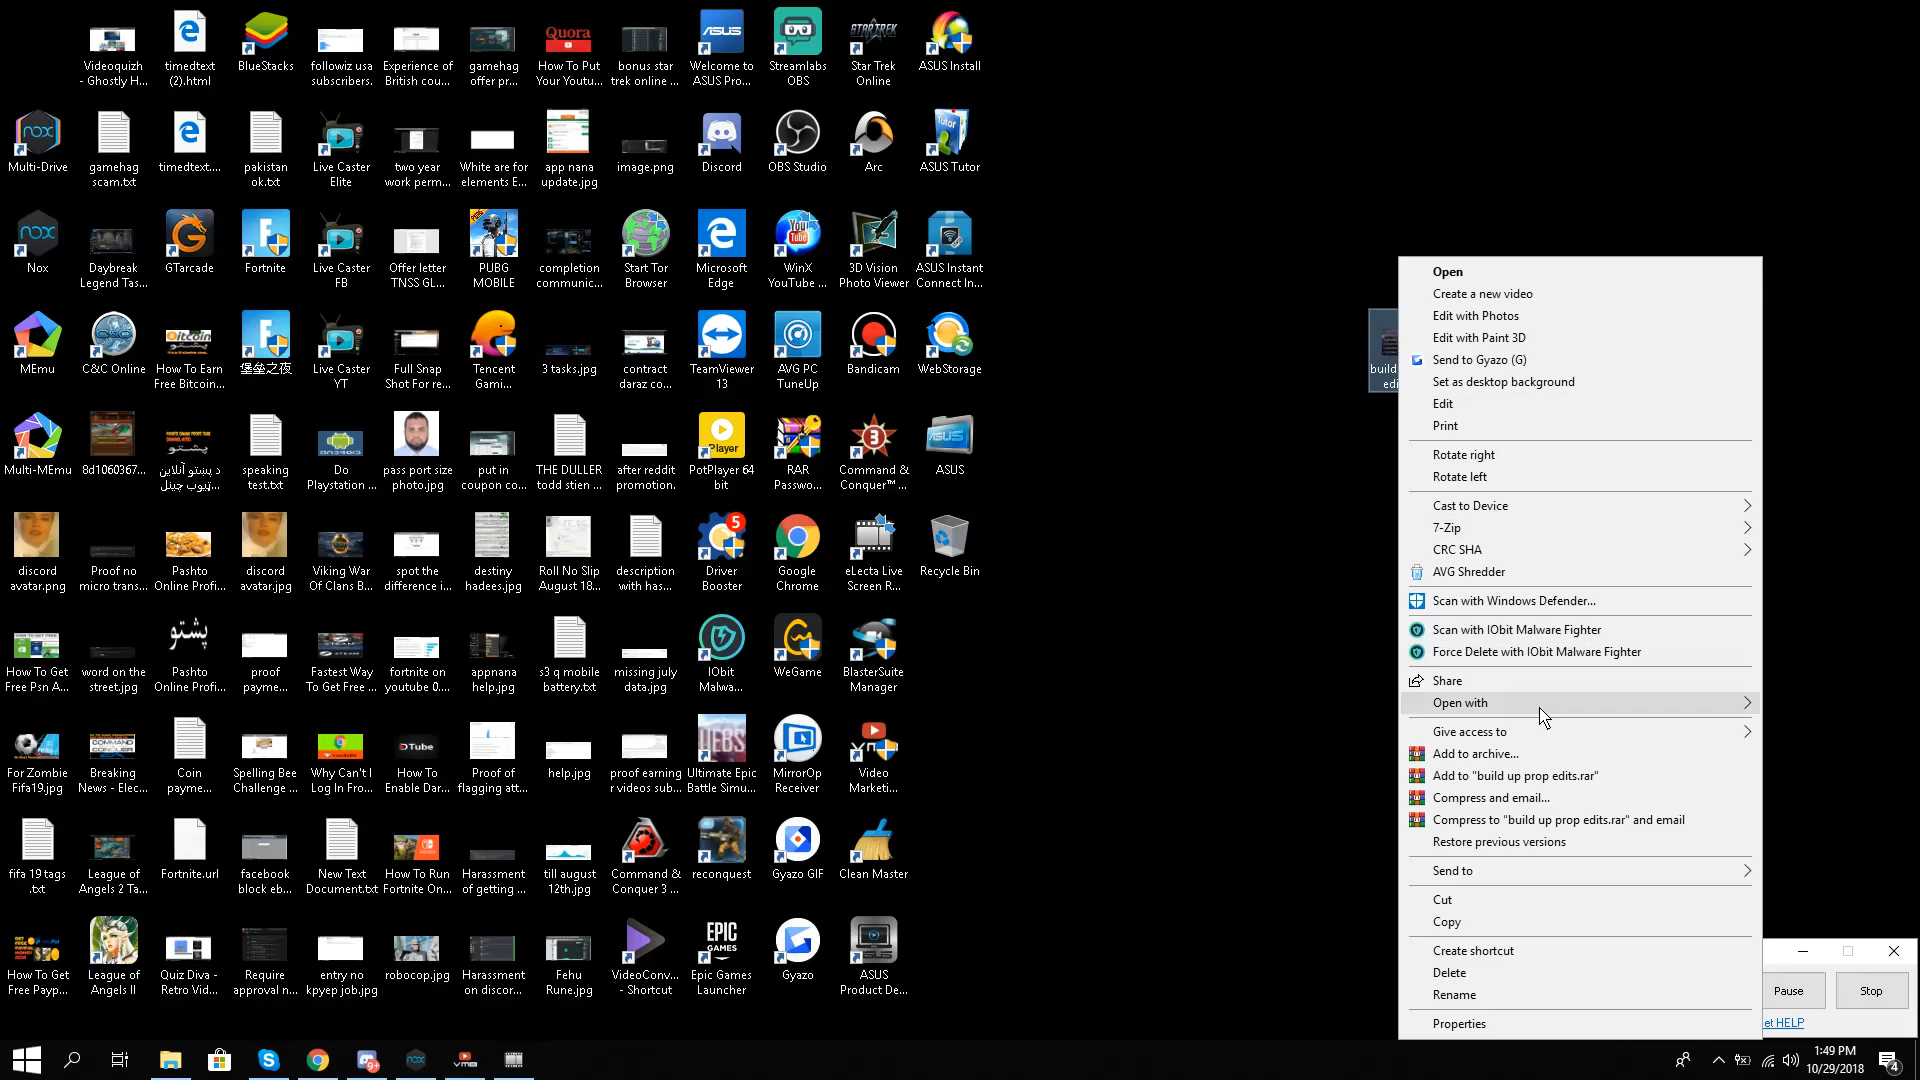 Videoquizh
- Ghostly H...
timedtext
(2).html
BlueStacks
followiz usa
subscribers.
Experience of
British cou...
gamehag
offer pr...
Quora
How To Put
Your Youtu...
bonus star
trek online ...
Welcome to
ASUS Pro...
Streamlabs
OBS
Star Trek
Online
ASUS Install
Multi-Drive
gamehag
scam.txt
timedtext....
pakistan
ok.txt
Live Caster
Elite
two year
work perm...
White are for
elements E...
app nana
update.jpg
image.png
Discord
OBS Studio
Arc
ASUS Tutor
Nox
Daybreak
Legend Tas...
GTarcade
Fortnite
Live Caster
FB
Offer letter
TNSS GL...
PUBG
MOBILE
completion
communic...
Start Tor
Browser
Microsoft
Edge
WinX
YouTube ...
3D Vision
Photo Viewer
ASUS Instant
Connect In...
MEmu
C&C Online
How To Earn
Free Bitcoin...
堡垒之夜
Live Caster
YT
Full Snap
Shot For re...
Tencent
Gami...
3 tasks.jpg
contract
daraz co...
TeamViewer
13
AVG PC
TuneUp
Bandicam
WebStorage
Multi-MEmu
8d1060367...
د پښتو آنلاین
...ټیوب چینل
speaking
test.txt
Do
Playstation ...
pass port size
photo.jpg
put in
coupon co...
THE DULLER
todd stien ...
after reddit
promotion.
PotPlayer 64
bit
RAR
Passwo...
Command &
Conquer™ ...
ASUS
discord
avatar.png
Proof no
micro trans...
Pashto
Online Profi...
discord
avatar.jpg
Viking War
Of Clans B...
spot the
difference i...
destiny
hadees.jpg
Roll No Slip
August 18...
description
with has...
Driver
Booster
Google
Chrome
eLecta Live
Screen R...
Recycle Bin
How To Get
Free Psn A...
word on the
street.jpg
پشتو
Pashto
Online Profi...
proof
payme...
Fastest Way
To Get Free ...
fortnite on
youtube 0....
appnana
help.jpg
s3 q mobile
battery.txt
missing july
data.jpg
IObit
Malwa...
WeGame
BlasterSuite
Manager
For Zombie
Fifa19.jpg
Breaking
News - Elec...
Coin
payme...
Spelling Bee
Challenge ...
Why Can't I
Log In Fro...
How To
Enable Dar...
Proof of
flagging att...
help.jpg
proof earning
r videos sub...
Ultimate Epic
Battle Simu...
MirrorOp
Receiver
Video
Marketi...
fifa 19 tags
.txt
League of
Angels 2 Ta...
Fortnite.url
facebook
block eb...
New Text
Document.txt
How To Run
Fortnite On...
Harassment
of getting ...
till august
12th.jpg
Command &
Conquer 3 ...
reconquest
Gyazo GIF
Clean Master
How To Get
Free Payp...
League of
Angels II
Quiz Diva -
Retro Vid...
Require
approval n...
entry no
kpyep job.jpg
robocop.jpg
Harassment
on discor...
Fehu
Rune.jpg
VideoConv...
- Shortcut
Epic Games
Launcher
Gyazo
ASUS
Product De...
build
edi
Open
Create a new video
Edit with Photos
Edit with Paint 3D
Send to Gyazo (G)
Set as desktop background
Edit
Print
Rotate right
Rotate left
Cast to Device
7-Zip
CRC SHA
AVG Shredder
Scan with Windows Defender...
Scan with IObit Malware Fighter
Force Delete with IObit Malware Fighter
Share
Open with
Give access to
Add to archive...
Add to "build up prop edits.rar"
Compress and email...
Compress to "build up prop edits.rar" and email
Restore previous versions
Send to
Cut
Copy
Create shortcut
Delete
Rename
Properties
Pause
Stop
et HELP
1:49 PM
10/29/2018
4